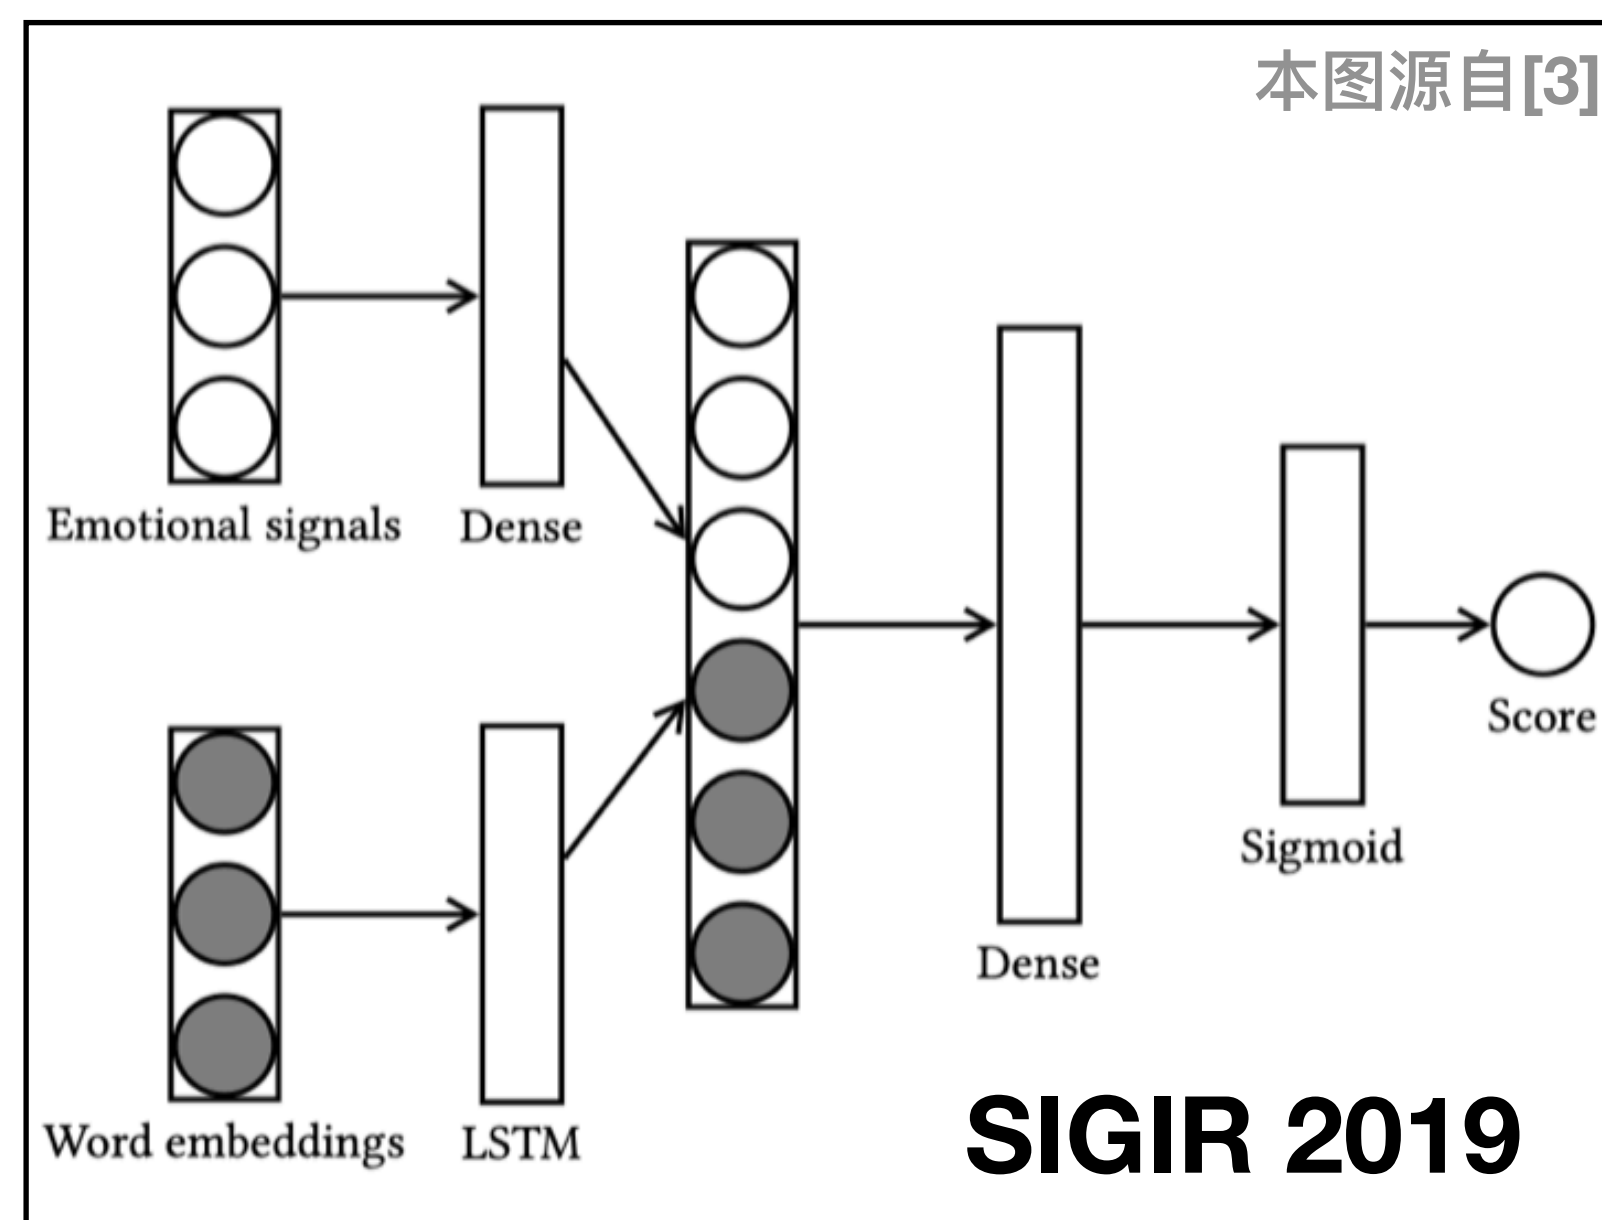 本图源自[3]
Emotional signals
Dense
Word embeddings
LSTM
Dense
Sigmoid
Score
SIGIR 2019